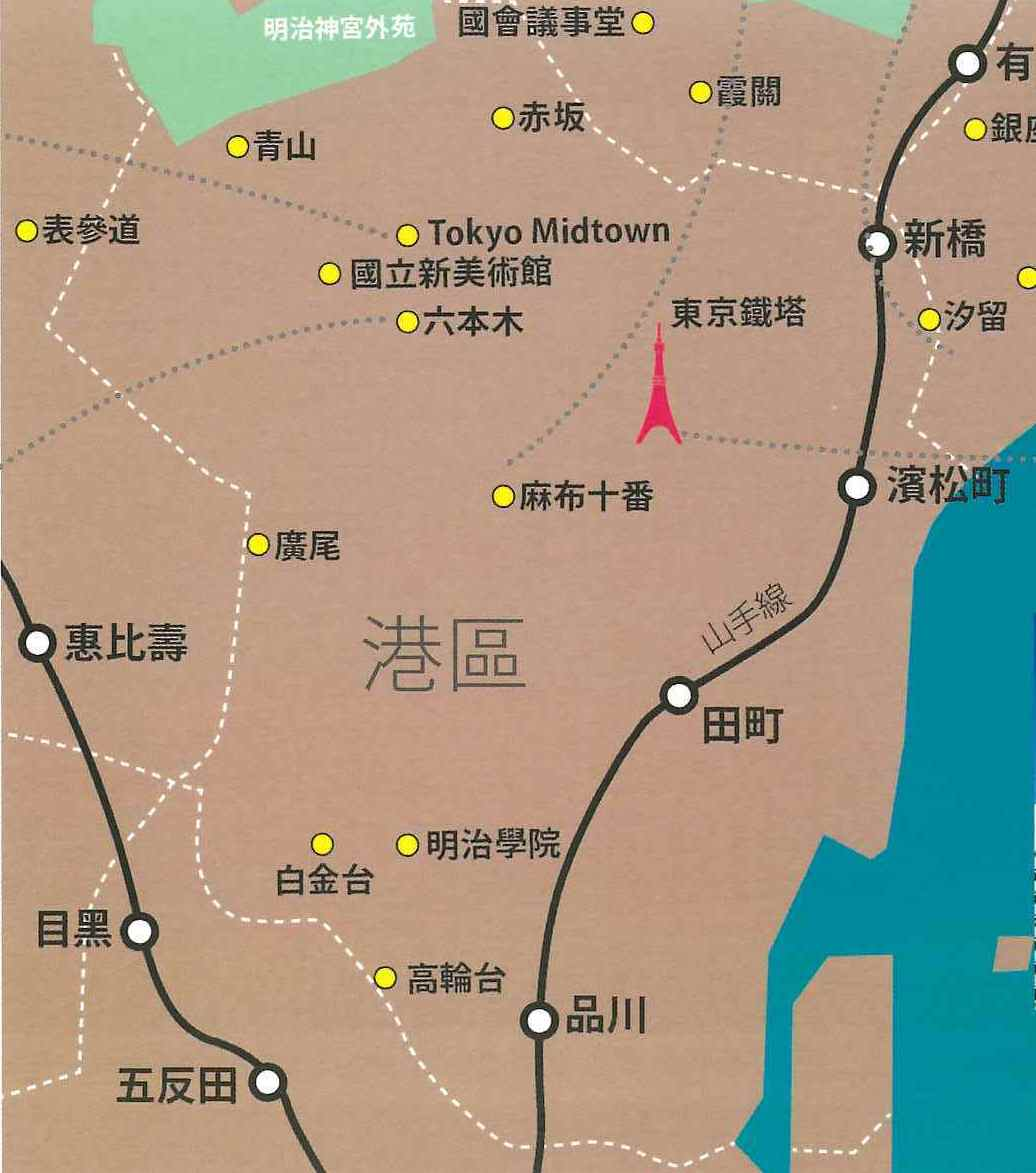 明治神宮外苑
國會議事堂
有
霞關
赤坂
銀座
青山
表參道
Tokyo Midtown
新橋
國立新美術館
東京鐵塔
汐留
六本木
濱松町
麻布十番
廣尾
山手線
惠比壽
港區
田町
明治學院
白金台
目黑
高輪台
品川
五反田